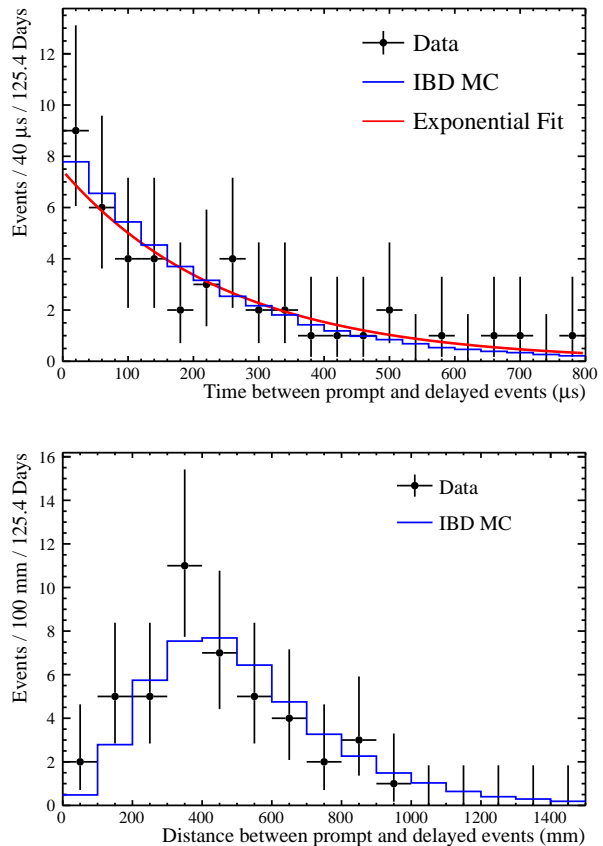 Events / 40 μs / 125.4 Days
12
10
8
6
4
2
0
Data
IBD MC
Exponential Fit
0 100 200 300 400 500 600 700 800
Time between prompt and delayed events (μs)
Events / 100 mm / 125.4 Days
16
14
12
10
8
6
4
2
0
Data
IBD MC
0 200 400 600 800 1000 1200 1400
Distance between prompt and delayed events (mm)